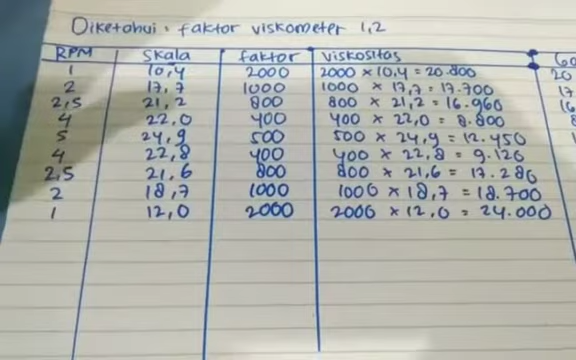 Diketahui : faktor viskometer 1,2
RPM skala faktor viskositas 60
1 10,4 2000 2000 × 10,4 = 20.800 20
2 17,7 1000 1000 × 17,7 = 17.700 17
2,5 21,2 800 800 × 21,2 = 16.960 16
4 22,0 400 400 × 22,0 = 8.800
5 24,9 500 500 × 24,9 = 12.450
4 22,8 400 400 × 22,8 = 9.120
2,5 21,6 800 800 × 21,6 = 17.280
2 18,7 1000 1000 × 18,7 = 18.700
1 12,0 2000 2000 × 12,0 = 24.000